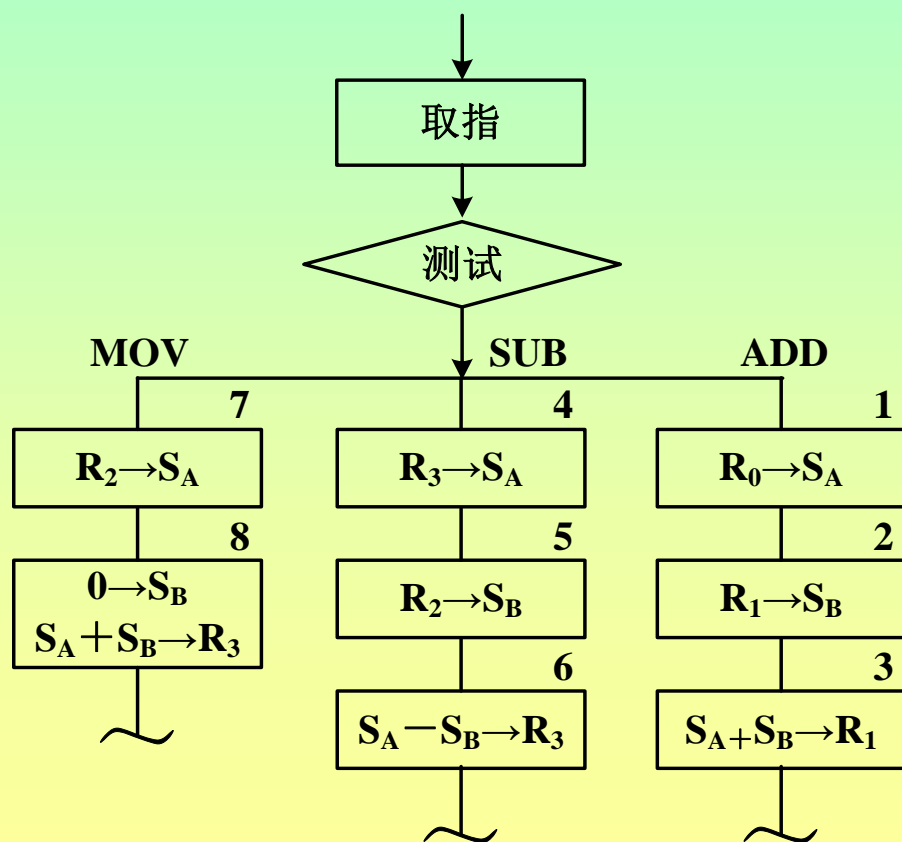 取指
测试
MOV SUB ADD
7 4 1
R₂→S_A R₃→S_A R₀→S_A
8 5 2
0→S_B
S_A＋S_B→R₃
R₂→S_B R₁→S_B
6 3
S_A－S_B→R₃ S_A+S_B→R₁